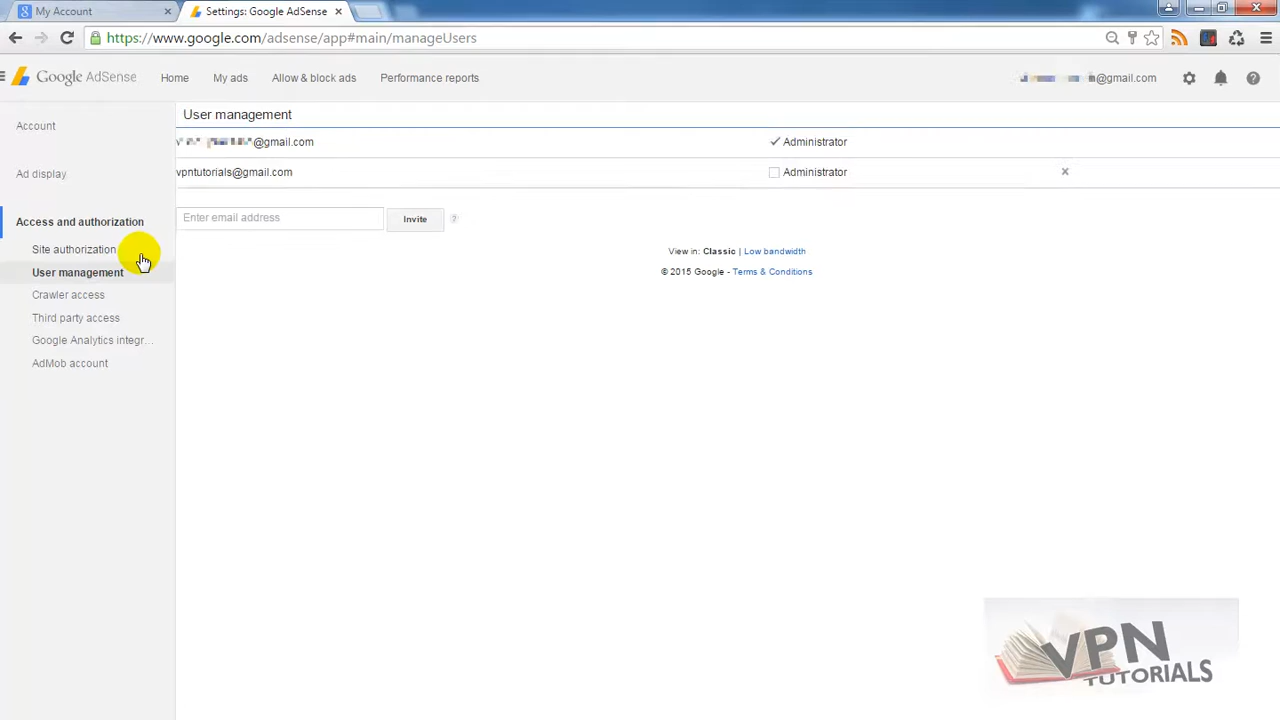 My Account
Settings: Google AdSense
https://www.google.com/adsense/app#main/manageUsers
Google AdSense
Home
My ads
Allow & block ads
Performance reports
@gmail.com
Account
Ad display
Access and authorization
Site authorization
User management
Crawler access
Third party access
Google Analytics integr...
AdMob account
User management
@gmail.com
Administrator
vpntutorials@gmail.com
Administrator
Enter email address
Invite
View in: Classic | Low bandwidth
© 2015 Google - Terms & Conditions
VPN
TUTORIALS